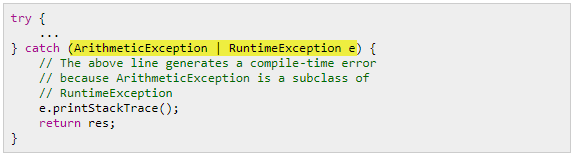 try {
...
} catch (ArithmeticException | RuntimeException e) {
// The above line generates a compile-time error
// because ArithmeticException is a subclass of
// RuntimeException
e.printStackTrace();
return res;
}